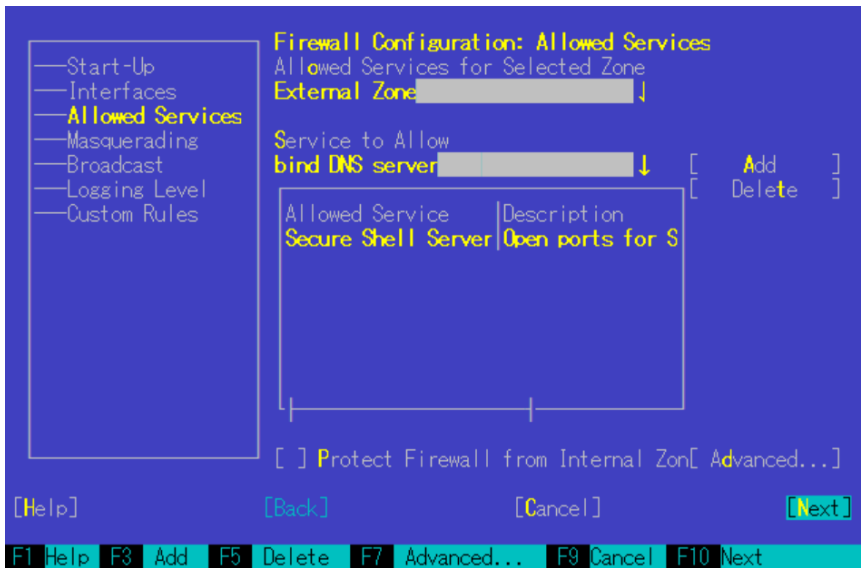 Firewall Configuration: Allowed Services
Start-Up
Interfaces
Allowed Services
Masquerading
Broadcast
Logging Level
Custom Rules
Allowed Services for Selected Zone
External Zone ↓
Service to Allow
bind DNS server ↓ [ Add ]
[ Delete ]
Allowed Service |Description
Secure Shell Server|Open ports for S
[ ] Protect Firewall from Internal Zon[ Advanced...]
[Help] [Back] [Cancel] [Next]
F1 Help F3 Add F5 Delete F7 Advanced... F9 Cancel F10 Next